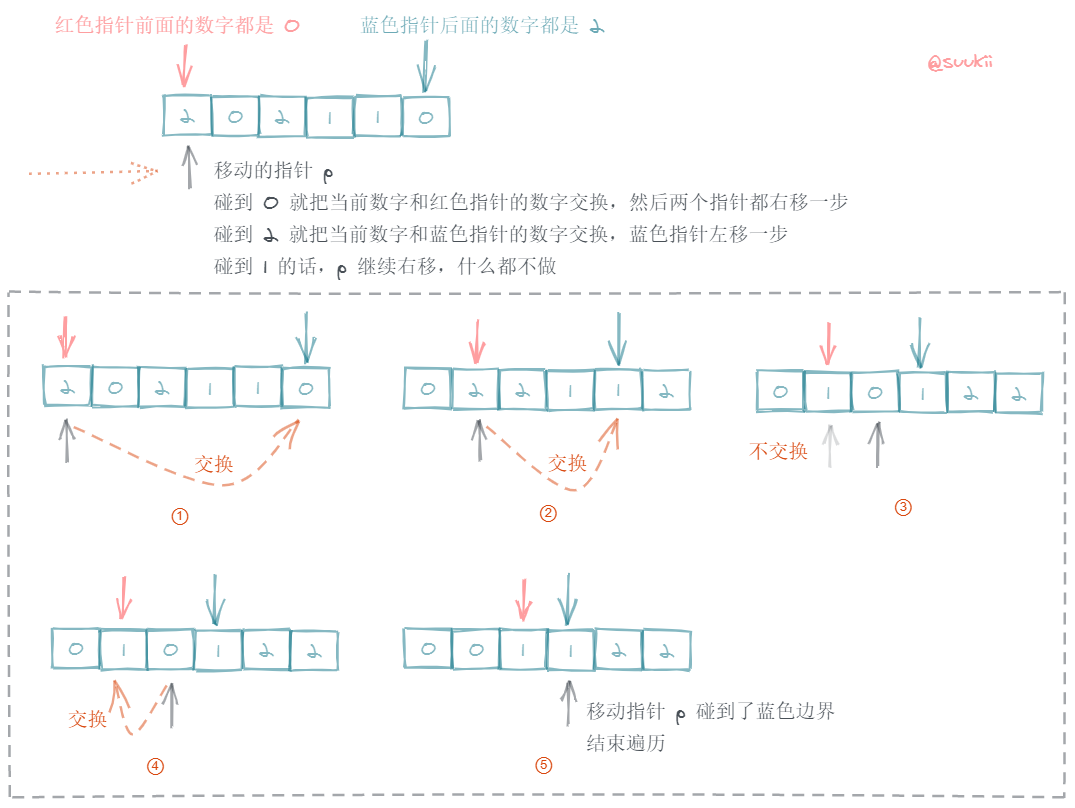 红色指针前面的数字都是 0
蓝色指针后面的数字都是 2
@suukii
2 0 2 1 1 0
移动的指针 p
碰到 0 就把当前数字和红色指针的数字交换，然后两个指针都右移一步
碰到 2 就把当前数字和蓝色指针的数字交换，蓝色指针左移一步
碰到 1 的话，p 继续右移，什么都不做
2 0 2 1 1 0
交换
①
0 2 2 1 1 2
交换
②
0 1 0 1 2 2
不交换
③
0 1 0 1 2 2
交换
④
0 0 1 1 2 2
移动指针 p 碰到了蓝色边界
结束遍历
⑤